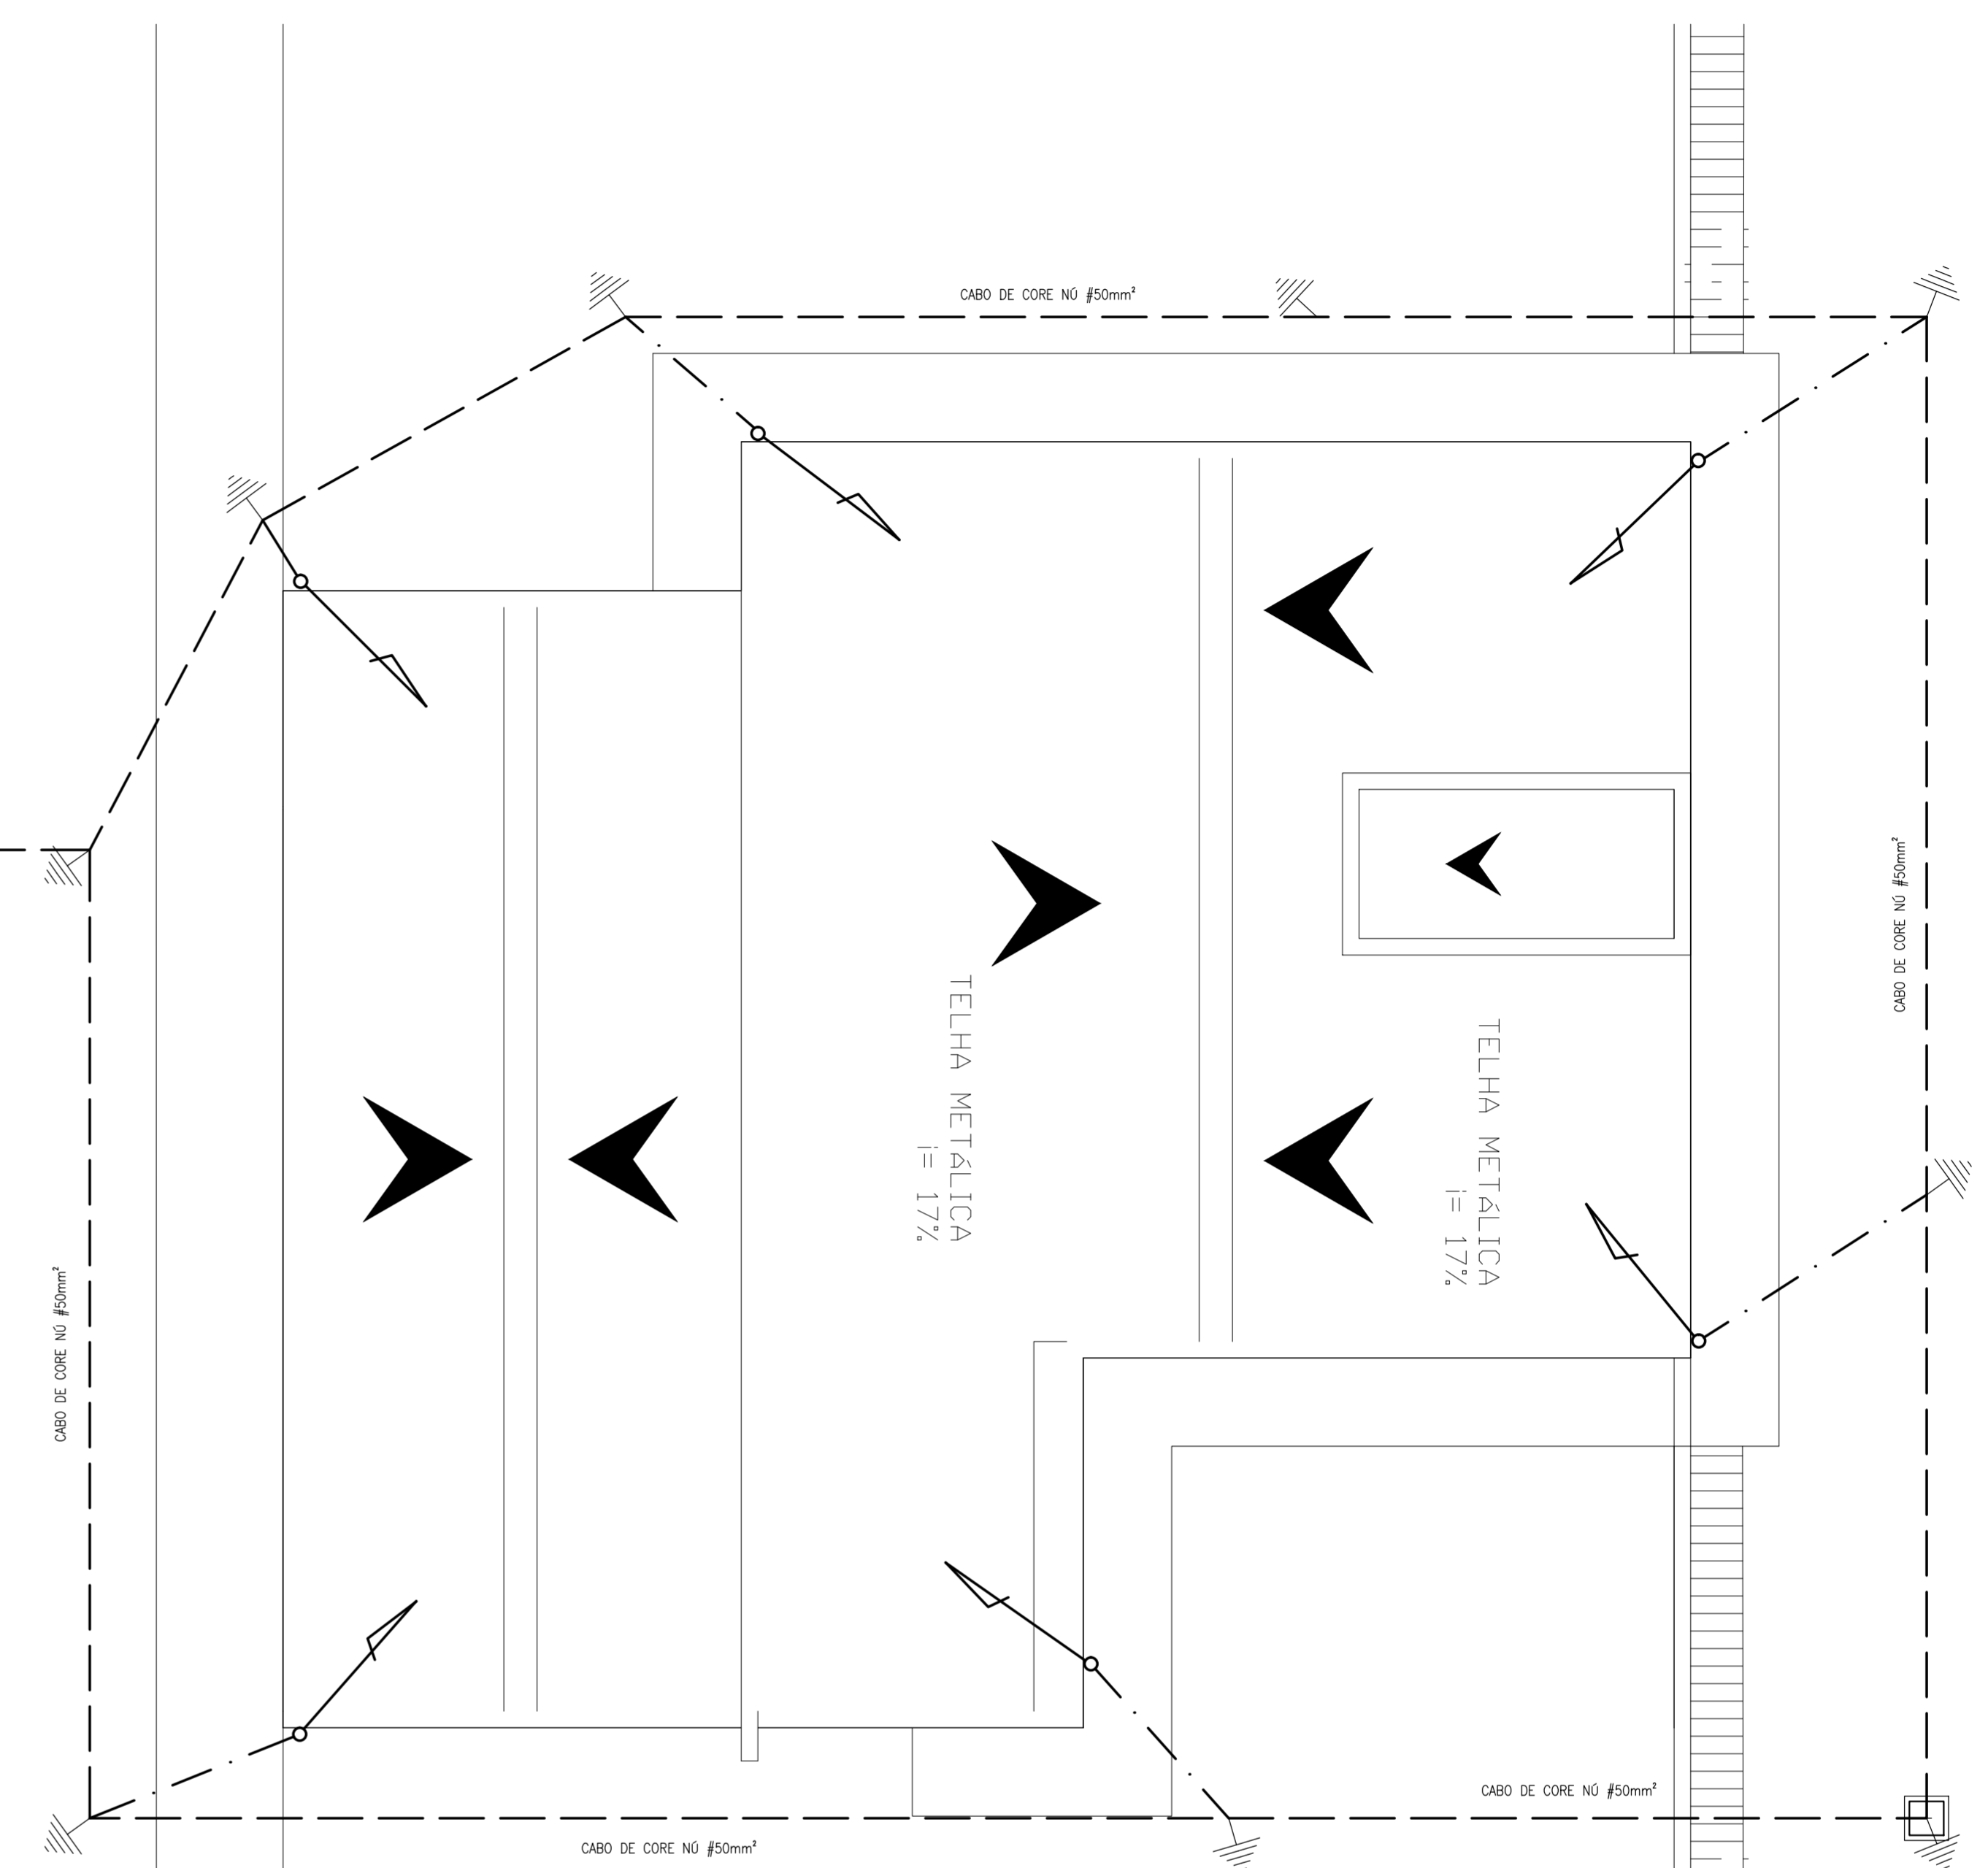 CABO DE CORE NÚ #50mm²
CABO DE CORE NÚ #50mm²
TELHA METÁLICA
i= 17%
TELHA METÁLICA
i= 17%
CABO DE CORE NÚ #50mm²
CABO DE CORE NÚ #50mm²
CABO DE CORE NÚ #50mm²